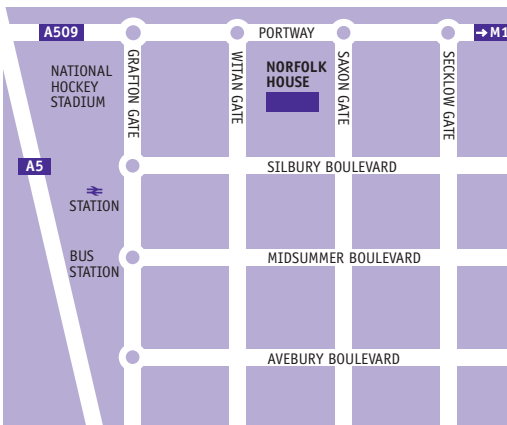 A509
PORTWAY
→ M1
GRAFTON GATE
WITAN GATE
SAXON GATE
SECKLOW GATE
NATIONAL
HOCKEY
STADIUM
NORFOLK
HOUSE
A5
SILBURY BOULEVARD
STATION
BUS
STATION
MIDSUMMER BOULEVARD
AVEBURY BOULEVARD